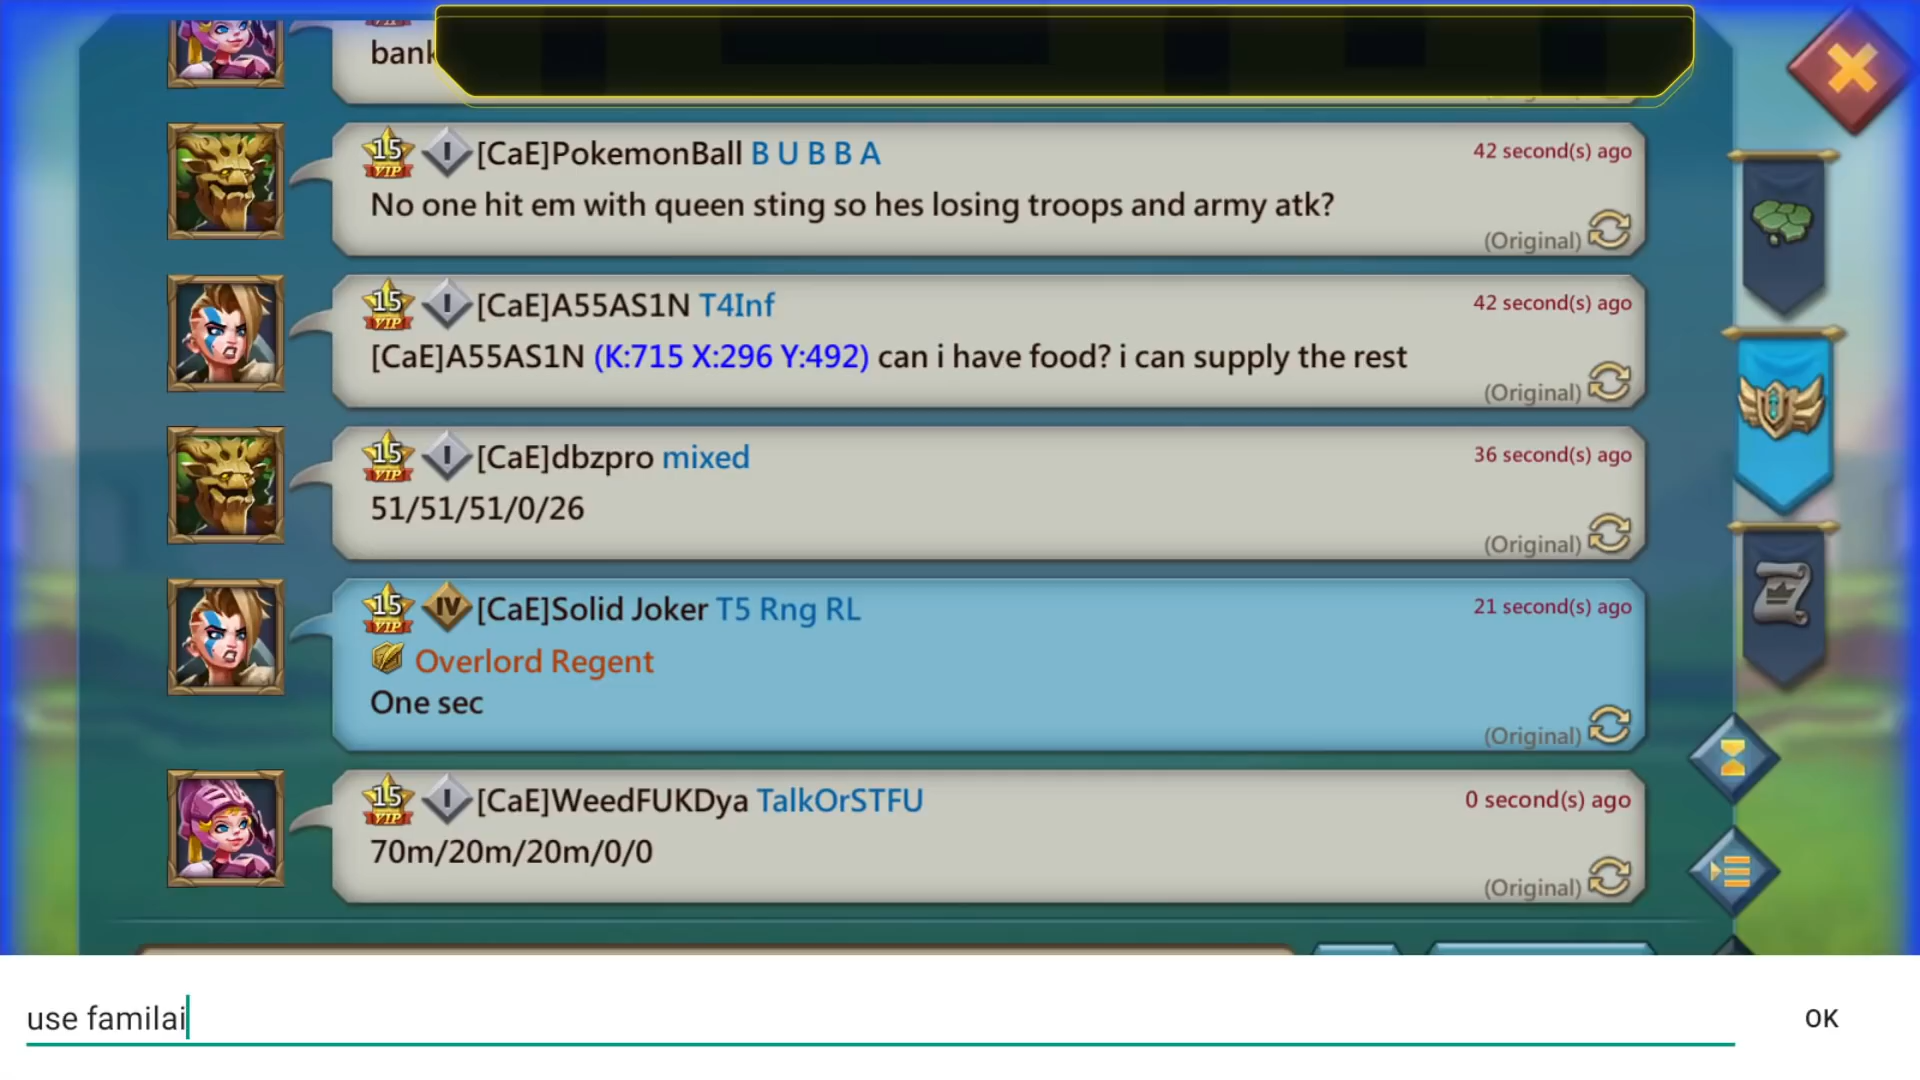 bank
15 VIP I [CaE]PokemonBall B U B B A 42 second(s) ago
No one hit em with queen sting so hes losing troops and army atk?
(Original)
15 VIP I [CaE]A55AS1N T4Inf 42 second(s) ago
[CaE]A55AS1N (K:715 X:296 Y:492) can i have food? i can supply the rest
(Original)
15 VIP I [CaE]dbzpro mixed 36 second(s) ago
51/51/51/0/26
(Original)
15 VIP IV [CaE]Solid Joker T5 Rng RL 21 second(s) ago
Overlord Regent
One sec
(Original)
15 VIP I [CaE]WeedFUKDya TalkOrSTFU 0 second(s) ago
70m/20m/20m/0/0
(Original)
use familai
OK